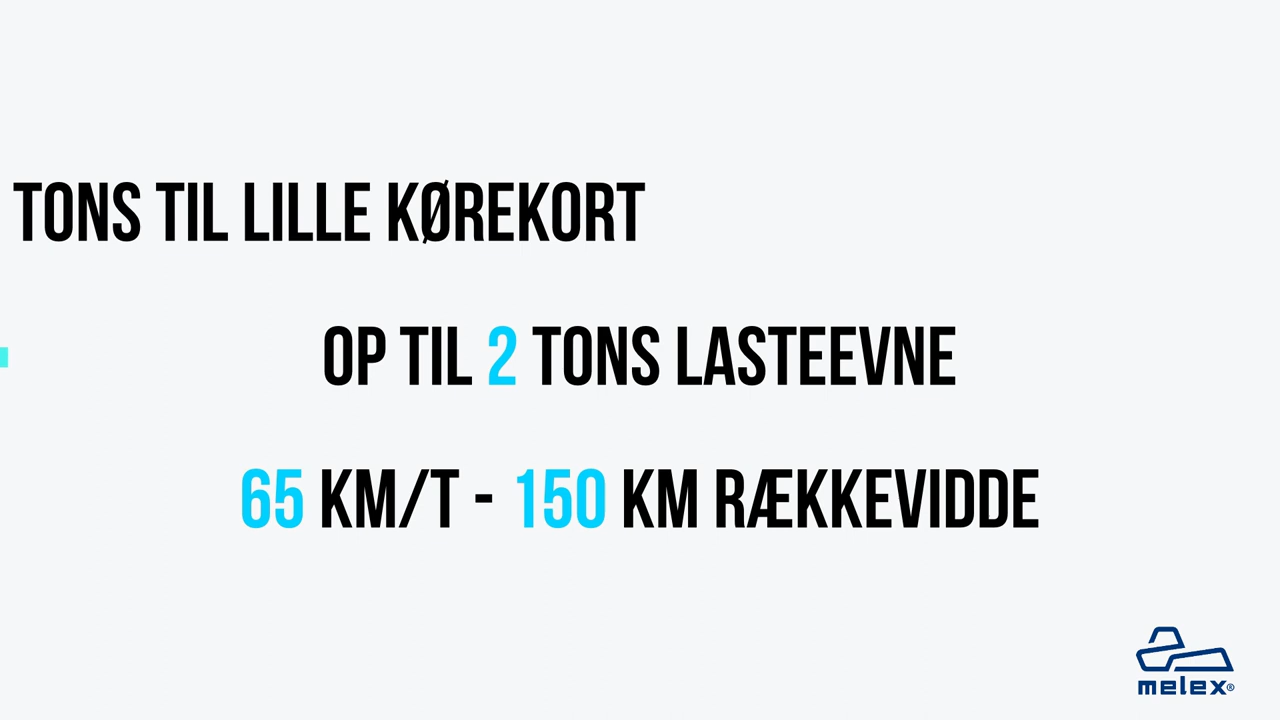 TONS TIL LILLE KØREKORT
OP TIL 2 TONS LASTEEVNE
65 KM/T - 150 KM RÆKKEVIDDE
melex®